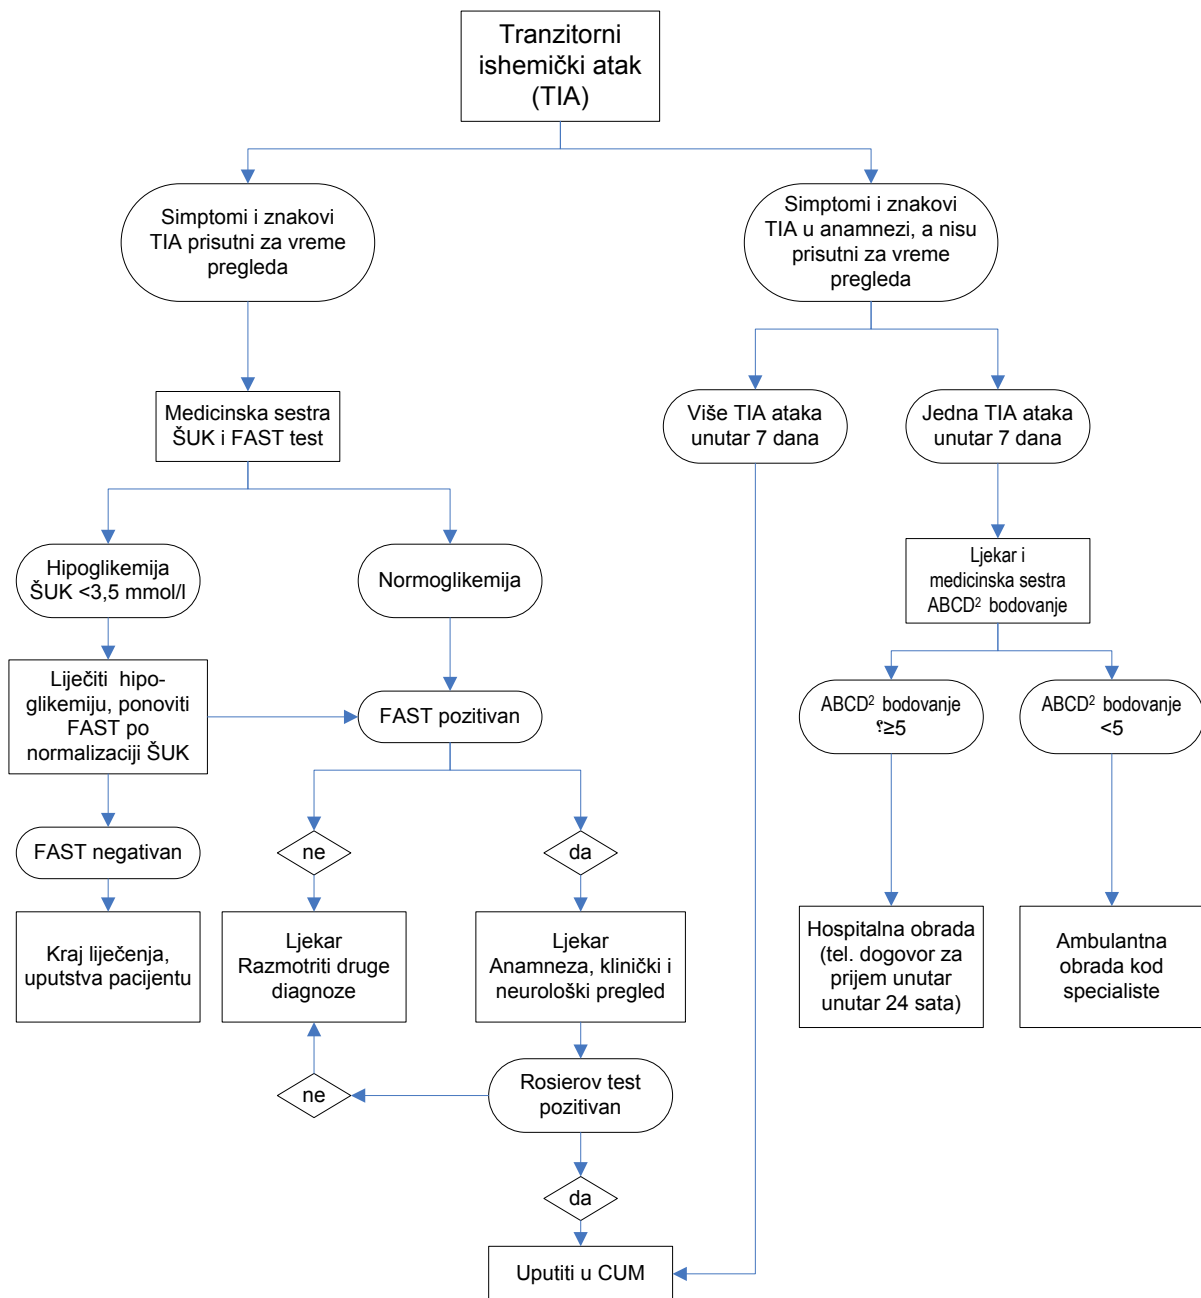 Tranzitorni
ishemički atak
(TIA)
Simptomi i znakovi
TIA prisutni za vreme
pregleda
Simptomi i znakovi
TIA u anamnezi, a nisu
prisutni za vreme
pregleda
Medicinska sestra
ŠUK i FAST test
Više TIA ataka
unutar 7 dana
Jedna TIA ataka
unutar 7 dana
Hipoglikemija
ŠUK <3,5 mmol/l
Normoglikemija
Ljekar i
medicinska sestra
ABCD² bodovanje
Liječiti hipo-
glikemiju, ponoviti
FAST po
normalizaciji ŠUK
FAST pozitivan
ABCD² bodovanje
؟≥5
ABCD² bodovanje
<5
FAST negativan
ne
da
Kraj liječenja,
uputstva pacijentu
Ljekar
Razmotriti druge
diagnoze
Ljekar
Anamneza, klinički i
neurološki pregled
Hospitalna obrada
(tel. dogovor za
prijem unutar
unutar 24 sata)
Ambulantna
obrada kod
specialiste
ne
Rosierov test
pozitivan
da
Uputiti u CUM